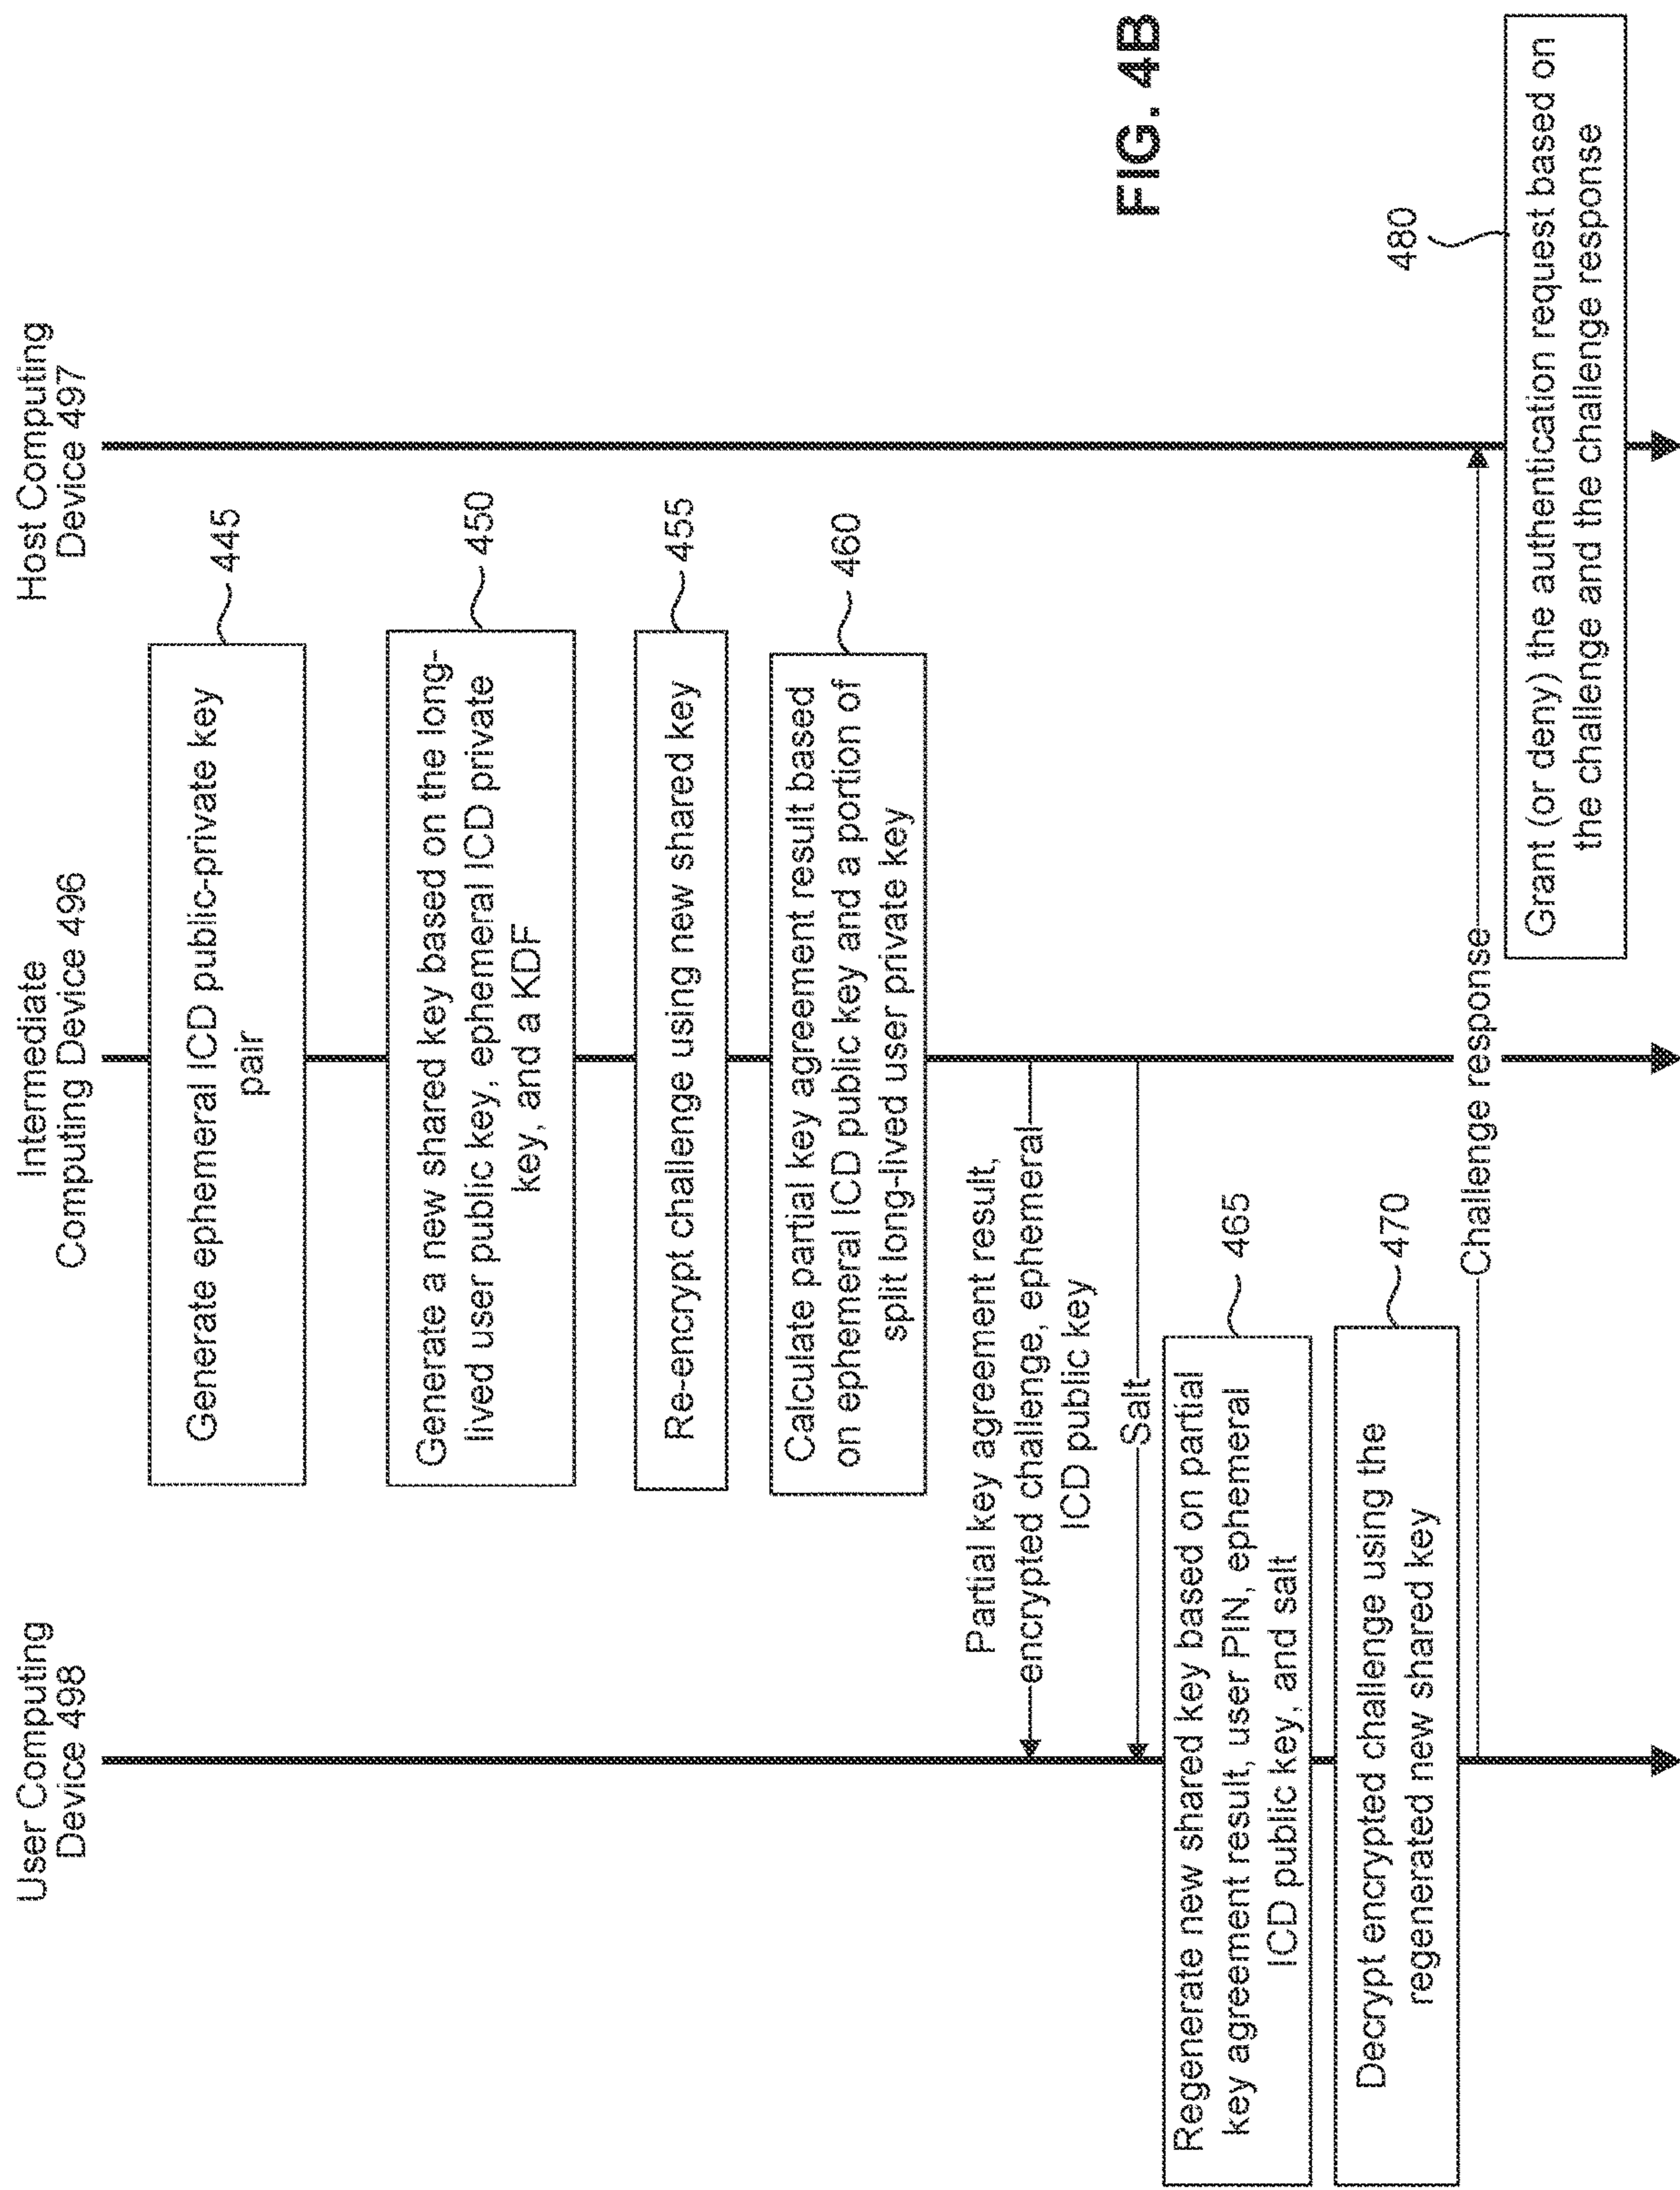 User Computing
Device 498
Intermediate
Computing Device 496
Host Computing
Device 497
Generate ephemeral ICD public-private key
pair
445
Generate a new shared key based on the long-
lived user public key, ephemeral ICD private
key, and a KDF
450
Re-encrypt challenge using new shared key
455
Calculate partial key agreement result based
on ephemeral ICD public key and a portion of
split long-lived user private key
460
Partial key agreement result,
encrypted challenge, ephemeral
ICD public key
Salt
Regenerate new shared key based on partial
key agreement result, user PIN, ephemeral
ICD public key, and salt
465
Decrypt encrypted challenge using the
regenerated new shared key
470
Challenge response
480
Grant (or deny) the authentication request based on
the challenge and the challenge response
FIG. 4B